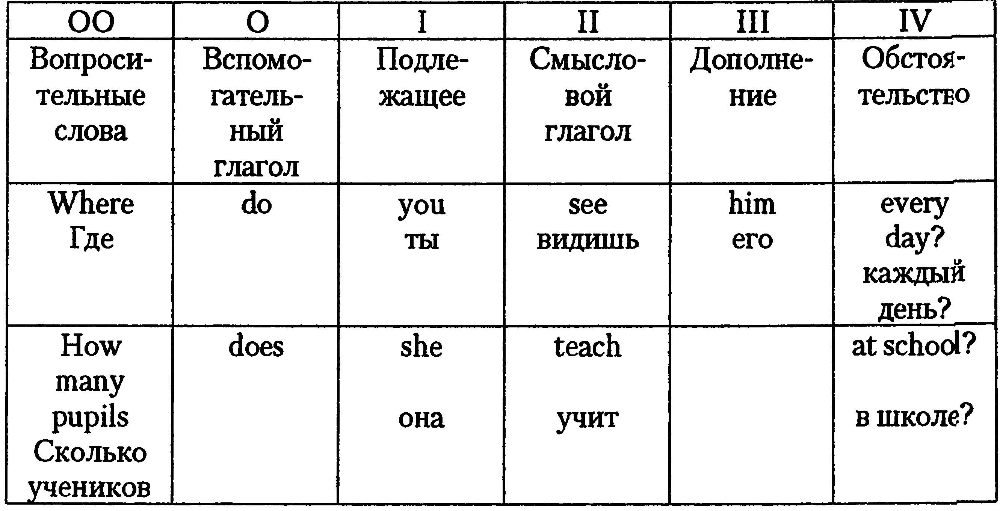 OO O I II III IV
Вопроси- Вспомо- Подле- Смысло- Дополне- Обстоя-
тельные гатель- жащее вой ние тельство
слова ный глагол
глагол
Where do you see him every
Где ты видишь его day?
каждый
день?
How does she teach at school?
many
pupils она учит в школе?
Сколько
учеников